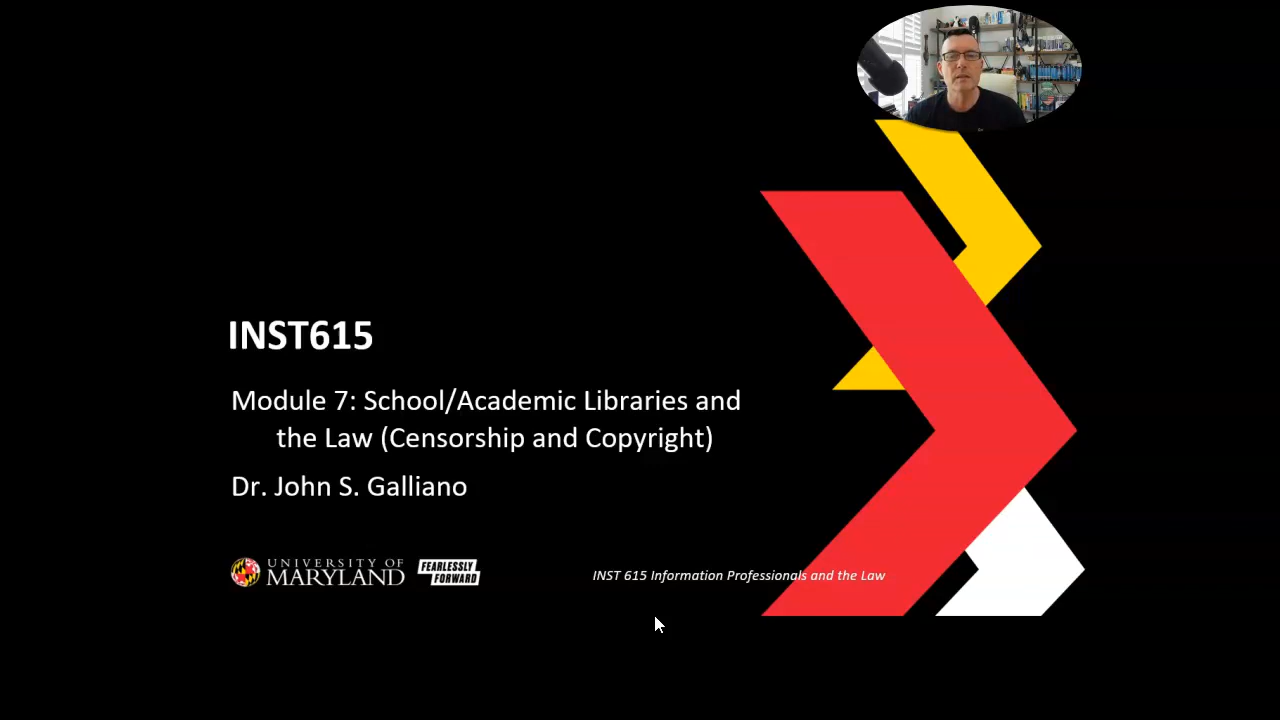 INST615
Module 7: School/Academic Libraries and
the Law (Censorship and Copyright)
Dr. John S. Galliano
UNIVERSITY OF
MARYLAND
FEARLESSLY
FORWARD
INST 615 Information Professionals and the Law